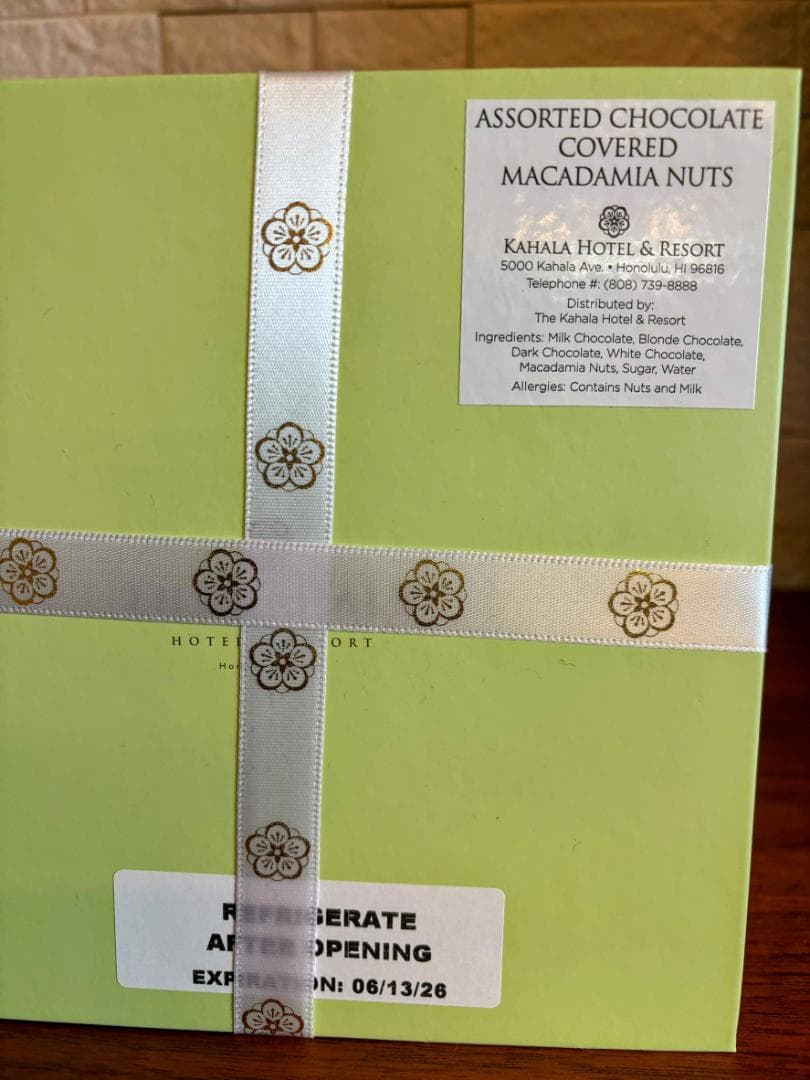 ASSORTED CHOCOLATE
COVERED
MACADAMIA NUTS
KAHALA HOTEL & RESORT
5000 Kahala Ave. • Honolulu, HI 96816
Telephone #: (808) 739-8888
Distributed by:
The Kahala Hotel & Resort
Ingredients: Milk Chocolate, Blonde Chocolate,
Dark Chocolate, White Chocolate,
Macadamia Nuts, Sugar, Water
Allergies: Contains Nuts and Milk
HOTEL
REFRIGERATE
AFTER OPENING
EXPIRATION: 06/13/26